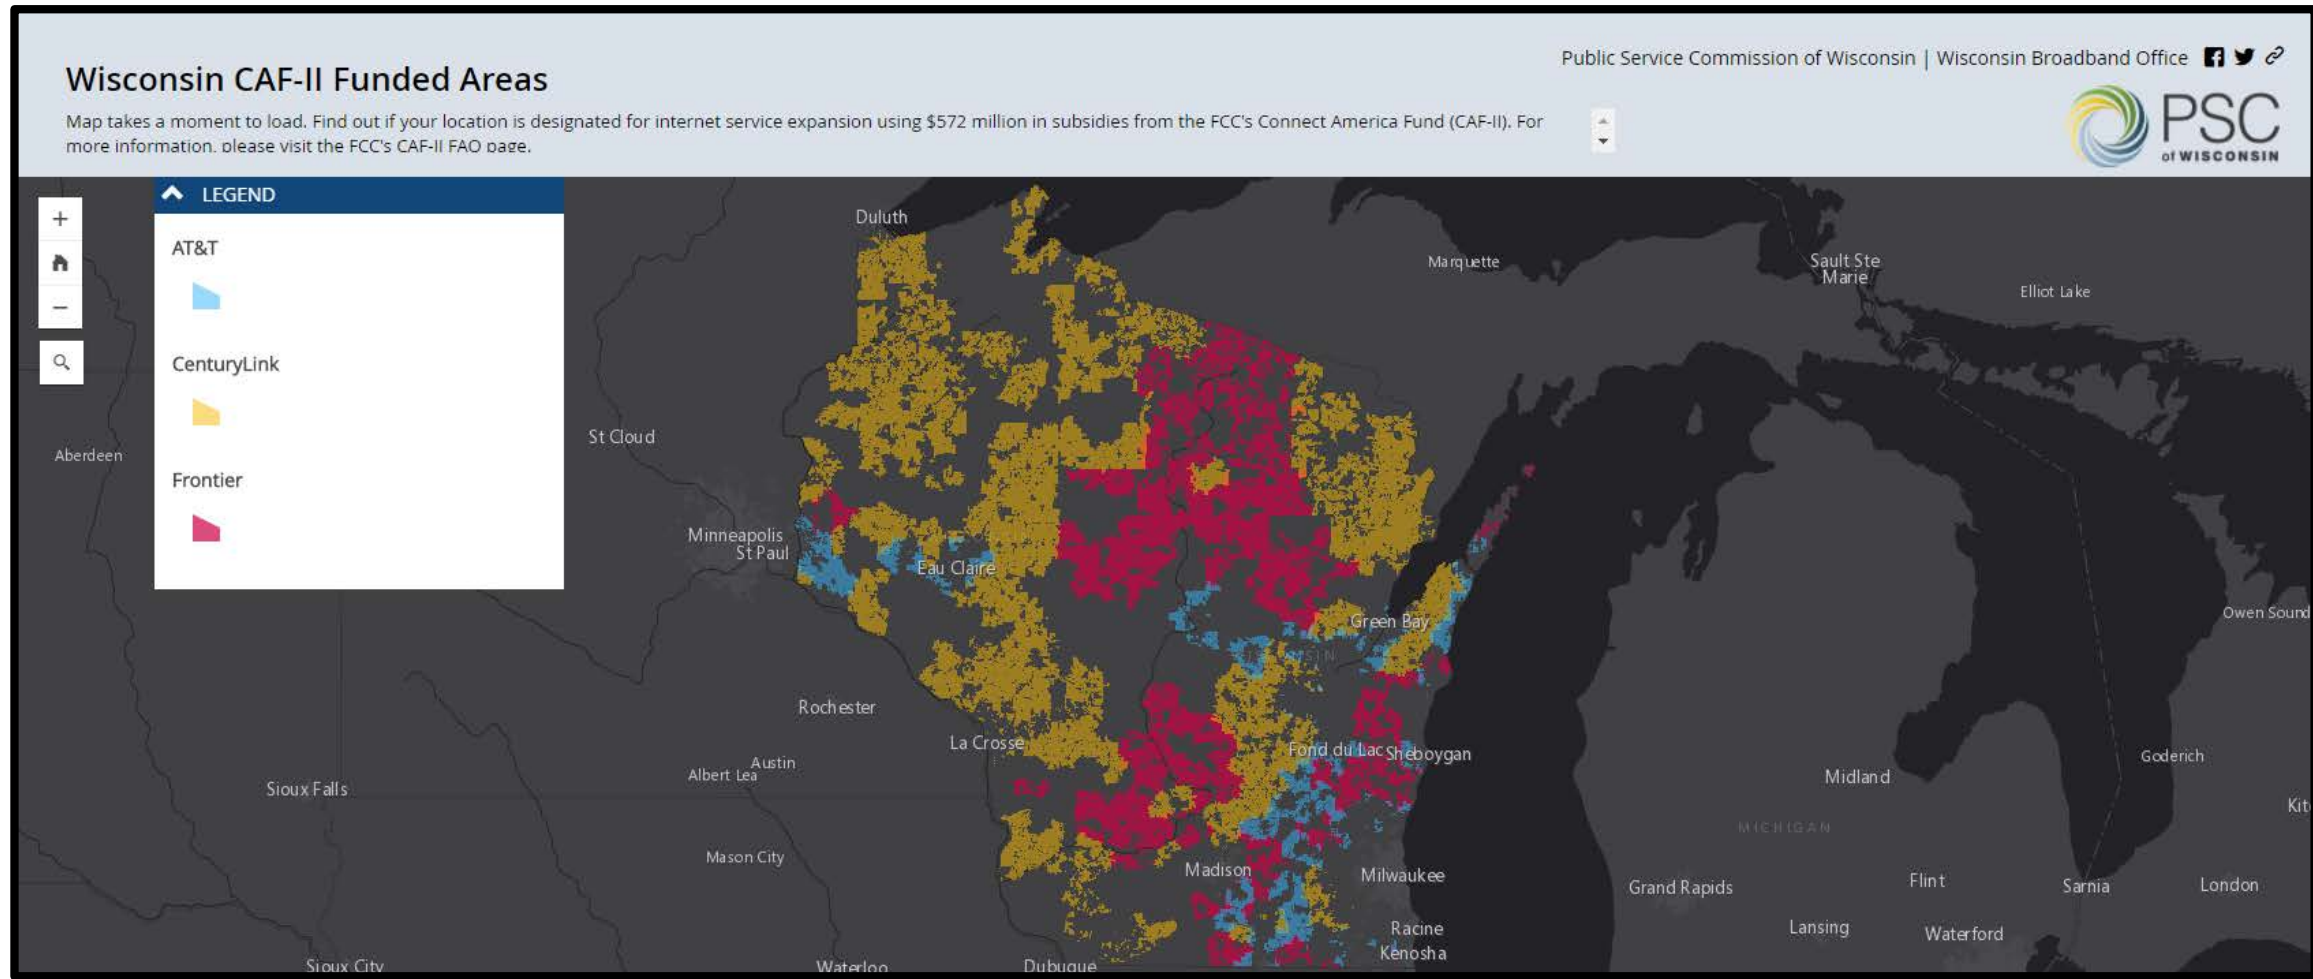 Wisconsin CAF-II Funded Areas
Public Service Commission of Wisconsin | Wisconsin Broadband Office
Map takes a moment to load. Find out if your location is designated for internet service expansion using $572 million in subsidies from the FCC's Connect America Fund (CAF-II). For
more information, please visit the FCC's CAF-II FAQ page.
PSC
of WISCONSIN
LEGEND
AT&T
CenturyLink
Frontier
Duluth
Marquette
Sault Ste
Marie
Elliot Lake
St Cloud
Aberdeen
Minneapolis
St Paul
Eau Claire
Green Bay
Owen Sound
Rochester
La Crosse
Fond du Lac
Sheboygan
Austin
Albert Lea
Sioux Falls
Midland
Goderich
Kit
MICHIGAN
Mason City
Madison
Milwaukee
Grand Rapids
Flint
Sarnia
London
Racine
Kenosha
Lansing
Waterford
Sioux City
Waterloo
Dubuque